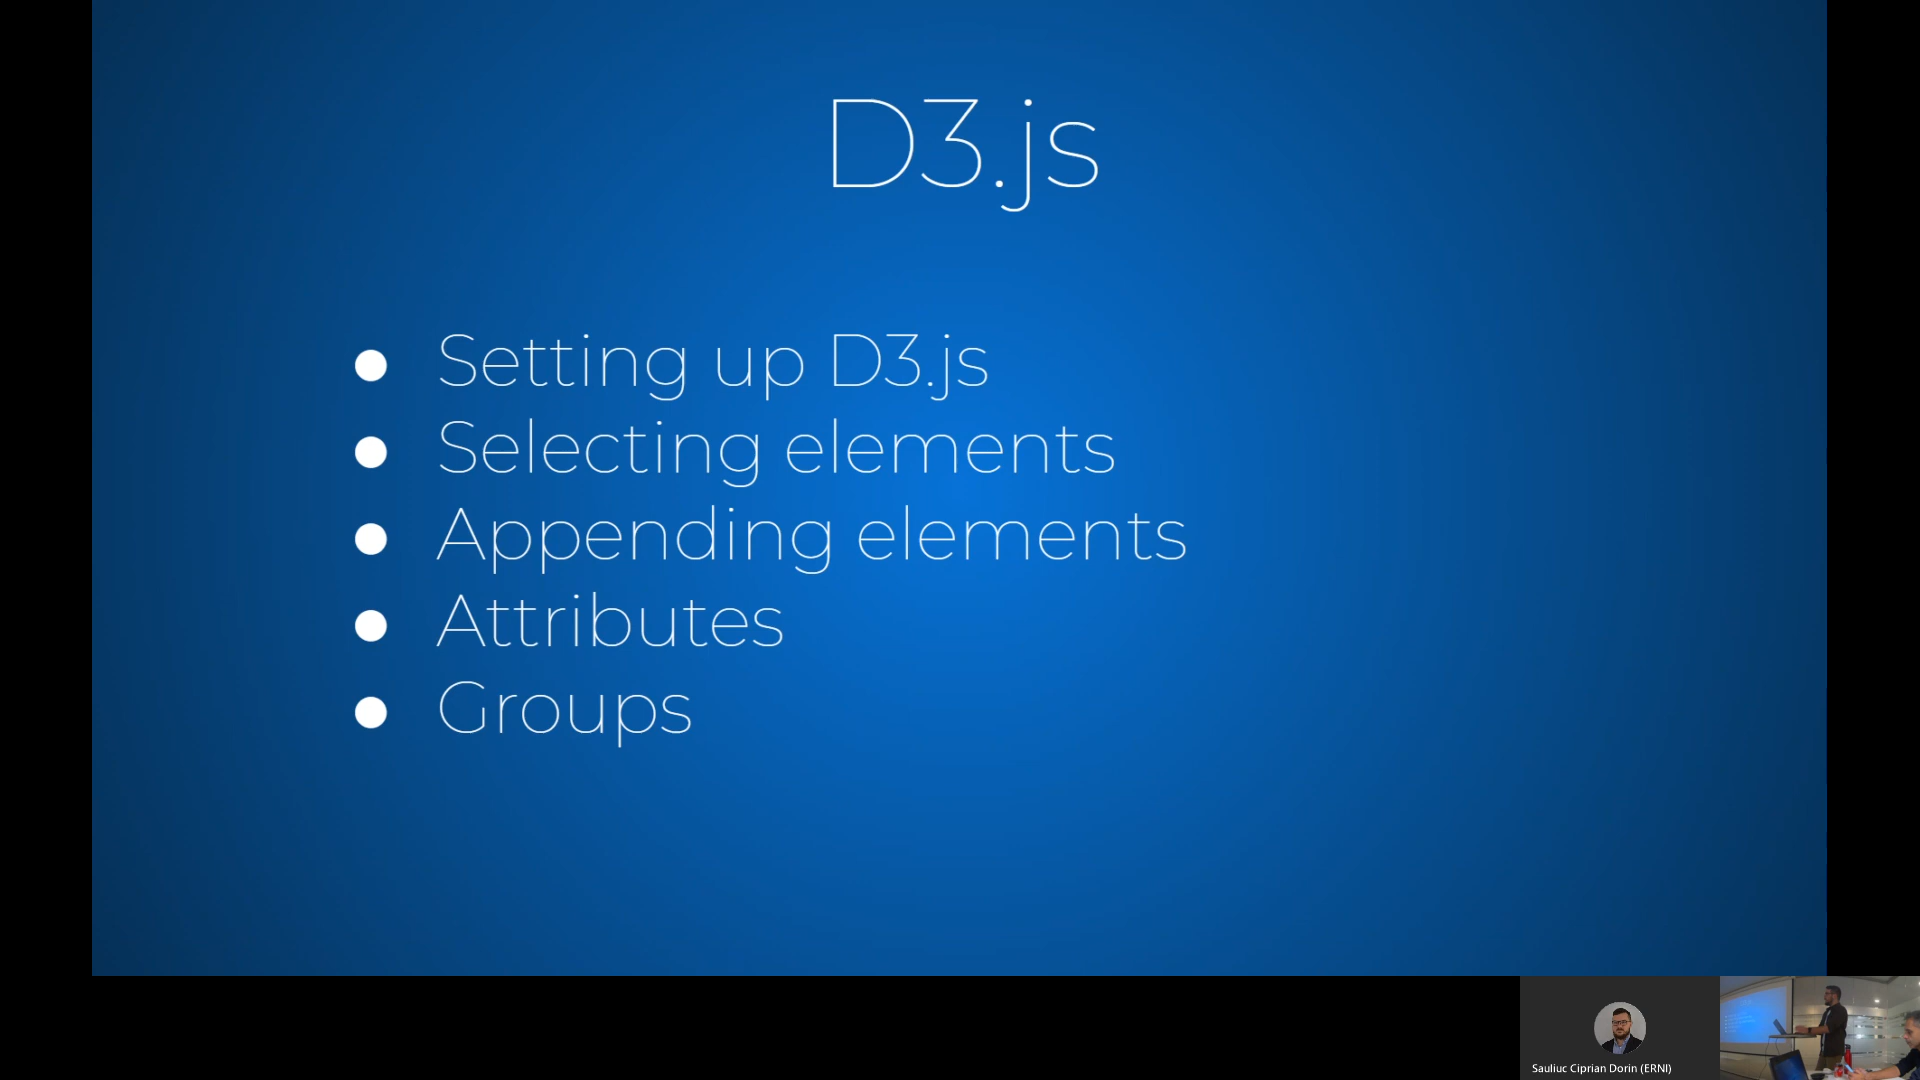 D3.js
● Setting up D3.js
● Selecting elements
● Appending elements
● Attributes
● Groups
Sauliuc Ciprian Dorin (ERNI)